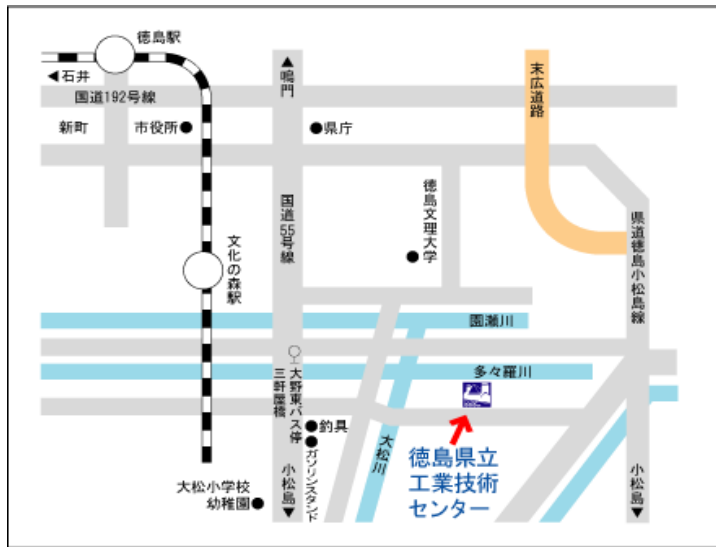 徳島駅
◀石井
国道192号線
▲鳴門
末広道路
新町
市役所●
●県庁
国道55号線
徳島文理大学
県道徳島小松島線
文化の森駅
園瀬川
多々羅川
三軒屋橋
大野東バス停
●釣具
●ガソリンスタンド
大松川
徳島県立
工業技術
センター
大松小学校
幼稚園●
小松島▼
小松島▼